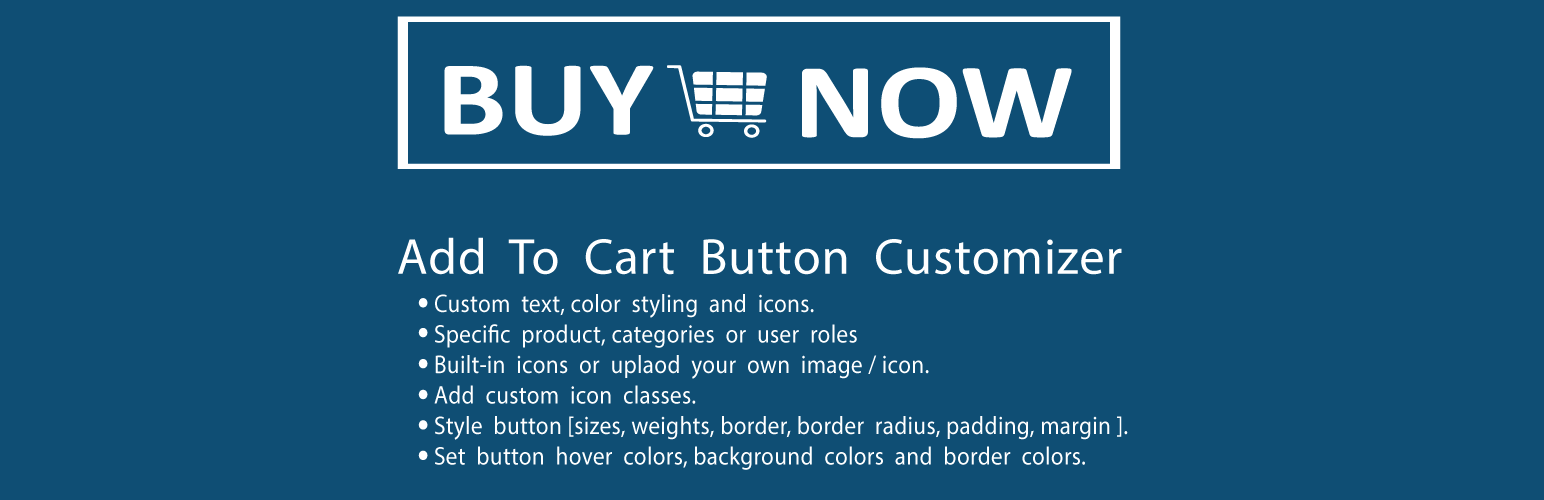 BUY NOW
Add To Cart Button Customizer
• Custom text, color styling and icons.
• Specific product, categories or user roles
• Built-in icons or uplaod your own image / icon.
• Add custom icon classes.
• Style button [sizes, weights, border, border radius, padding, margin ].
• Set button hover colors, background colors and border colors.